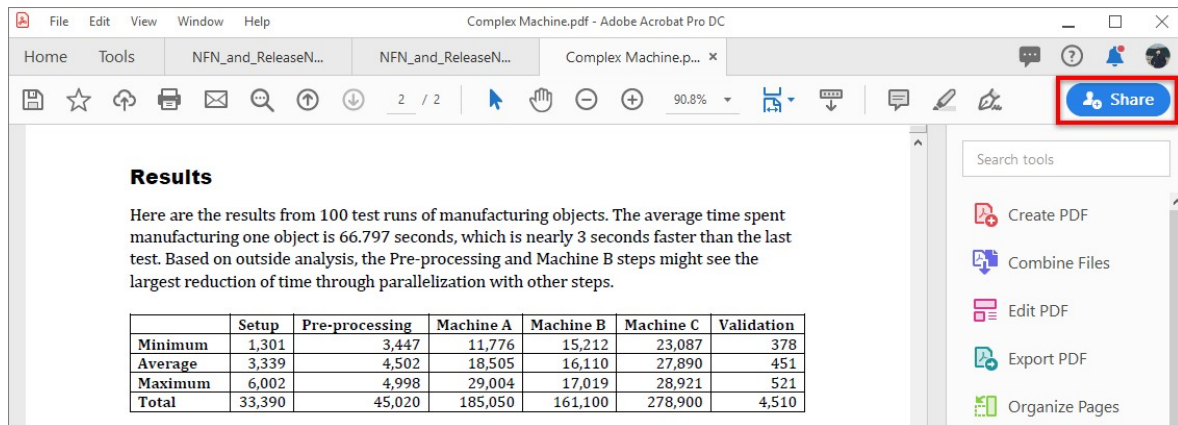 File Edit View Window Help Complex Machine.pdf - Adobe Acrobat Pro DC
Home Tools NFN_and_ReleaseN... NFN_and_ReleaseN... Complex Machine.p... ×
2 / 2 90.8% Share
Results
Here are the results from 100 test runs of manufacturing objects. The average time spent
manufacturing one object is 66.797 seconds, which is nearly 3 seconds faster than the last
test. Based on outside analysis, the Pre-processing and Machine B steps might see the
largest reduction of time through parallelization with other steps.
Setup Pre-processing Machine A Machine B Machine C Validation
Minimum 1,301 3,447 11,776 15,212 23,087 378
Average 3,339 4,502 18,505 16,110 27,890 451
Maximum 6,002 4,998 29,004 17,019 28,921 521
Total 33,390 45,020 185,050 161,100 278,900 4,510
Search tools
Create PDF
Combine Files
Edit PDF
Export PDF
Organize Pages